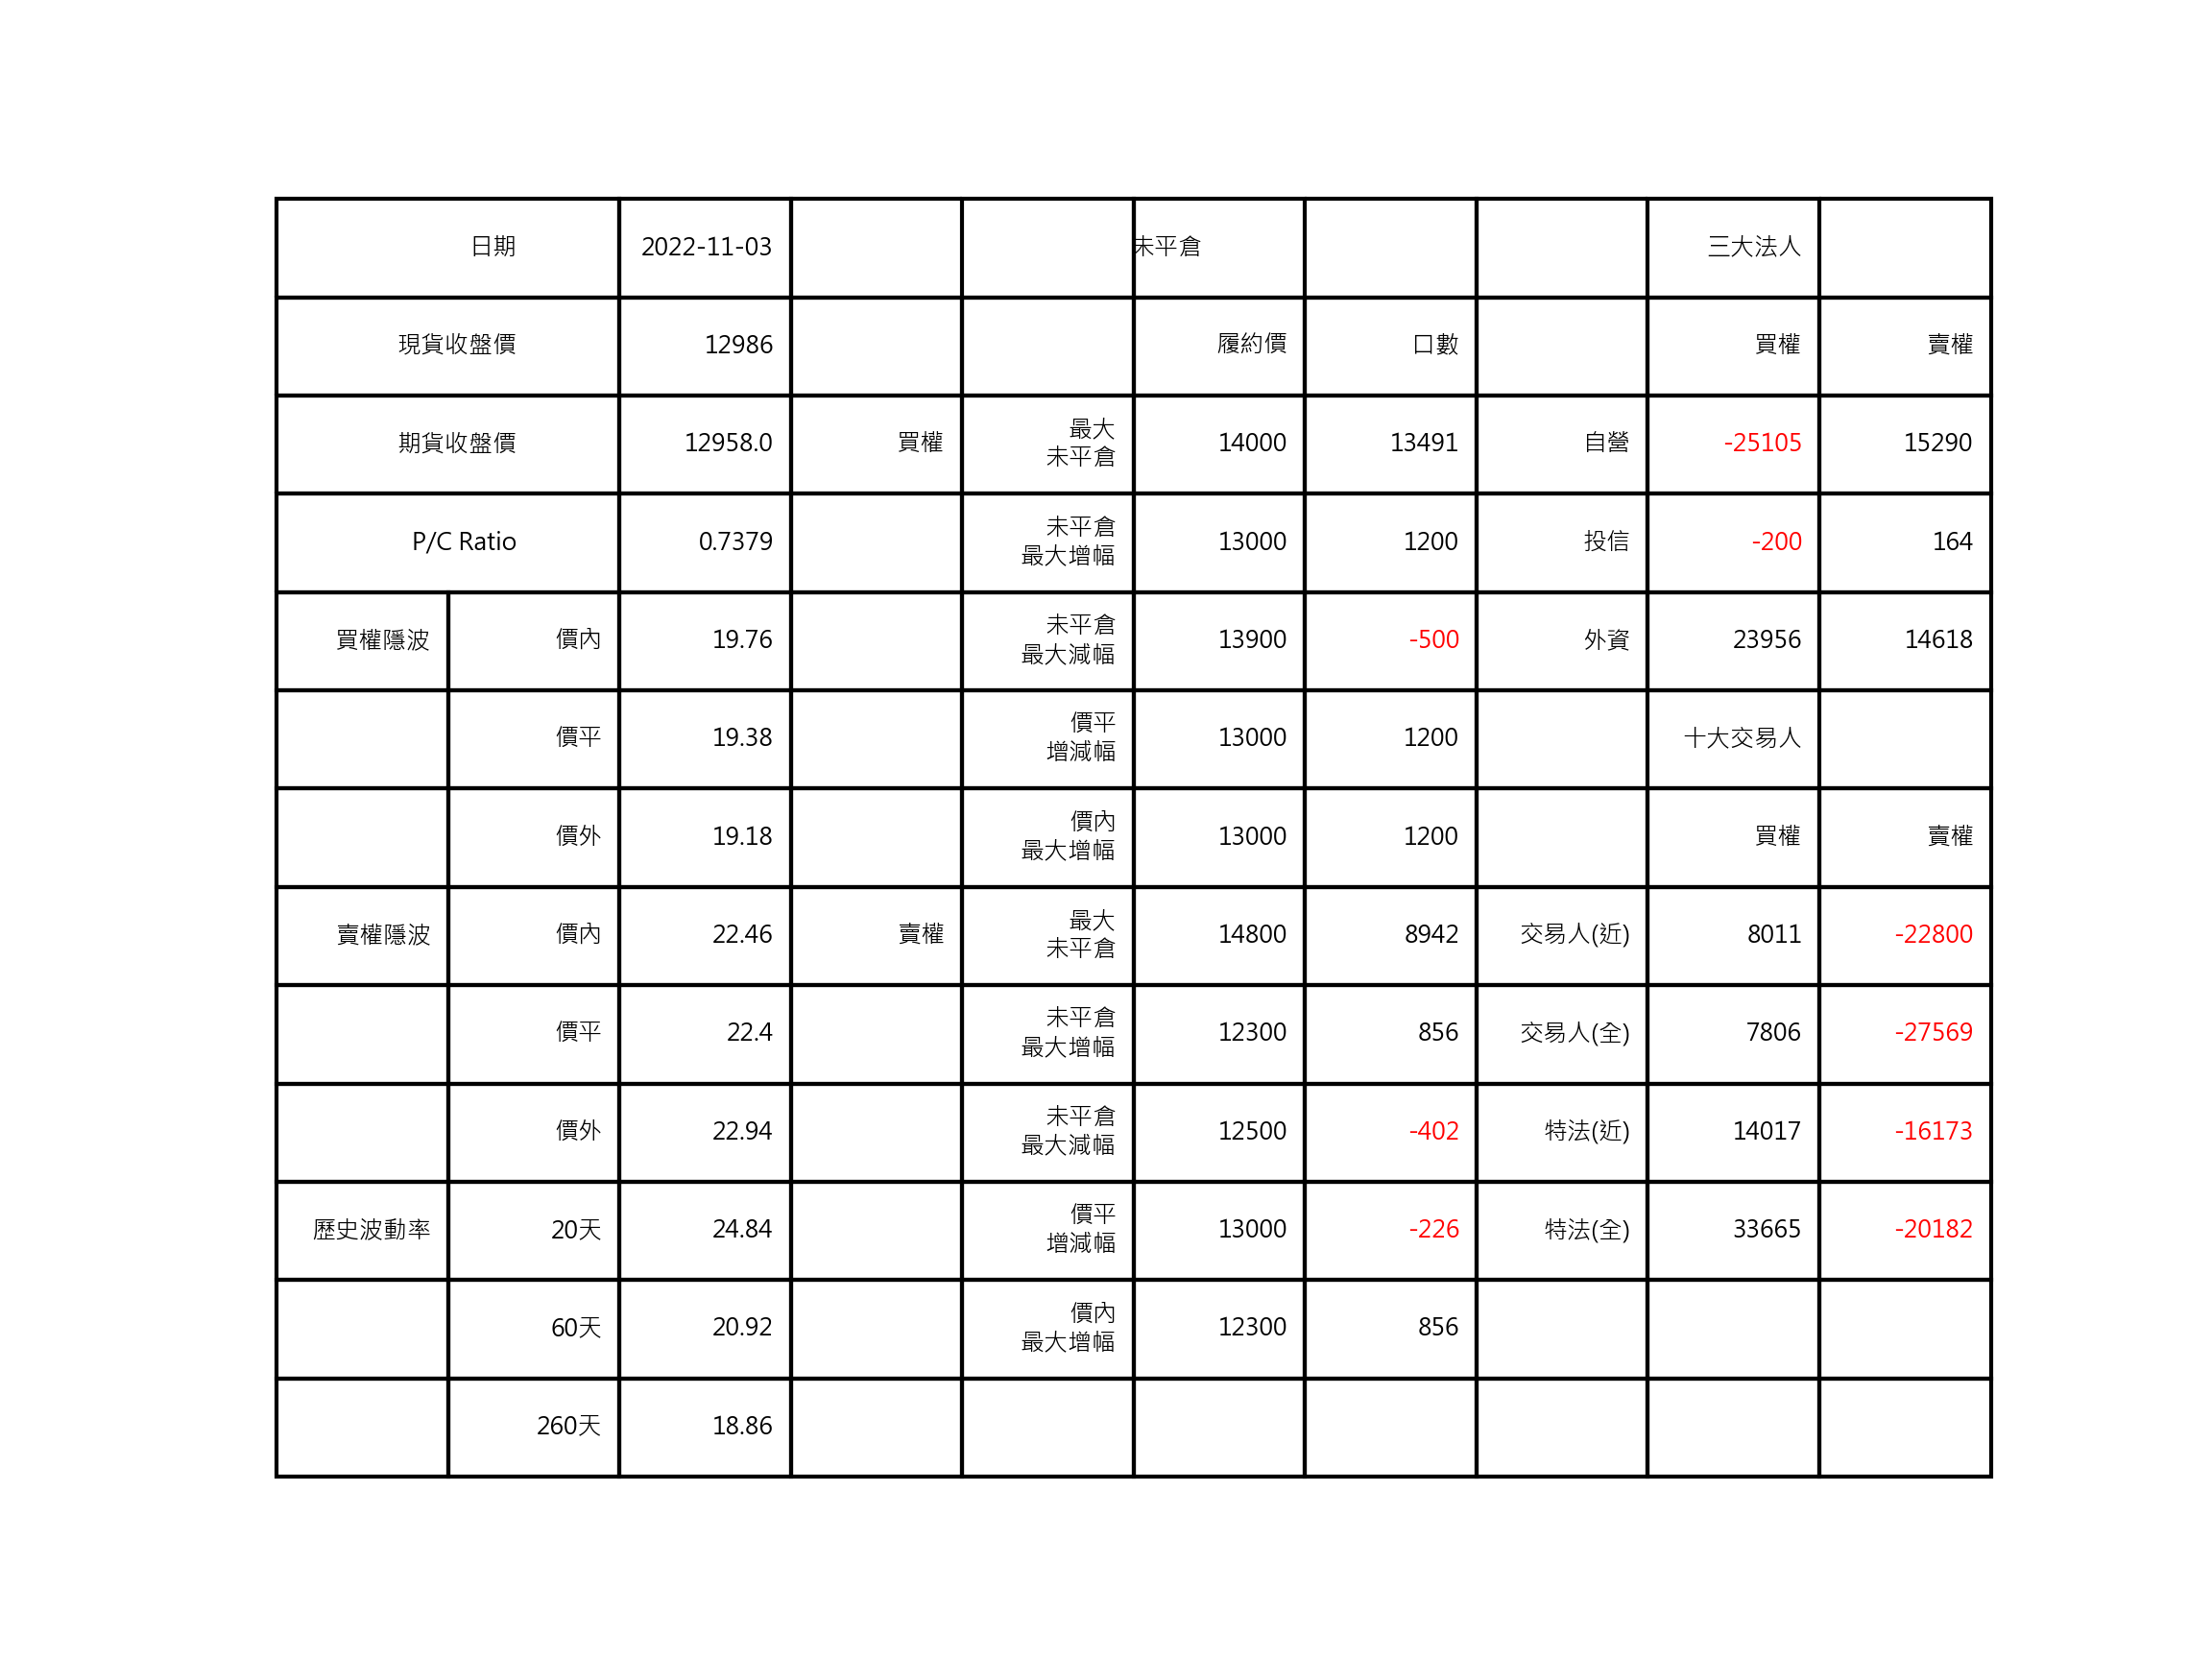 日期 2022-11-03 未平倉 三大法人
現貨收盤價 12986 履約價 口數 買權 賣權
期貨收盤價 12958.0 買權 最大 未平倉 14000 13491 自營 -25105 15290
P/C Ratio 0.7379 未平倉 最大增幅 13000 1200 投信 -200 164
買權隱波 價內 19.76 未平倉 最大減幅 13900 -500 外資 23956 14618
價平 19.38 價平 增減幅 13000 1200 十大交易人
價外 19.18 價內 最大增幅 13000 1200 買權 賣權
賣權隱波 價內 22.46 賣權 最大 未平倉 14800 8942 交易人(近) 8011 -22800
價平 22.4 未平倉 最大增幅 12300 856 交易人(全) 7806 -27569
價外 22.94 未平倉 最大減幅 12500 -402 特法(近) 14017 -16173
歷史波動率 20天 24.84 價平 增減幅 13000 -226 特法(全) 33665 -20182
60天 20.92 價內 最大增幅 12300 856
260天 18.86